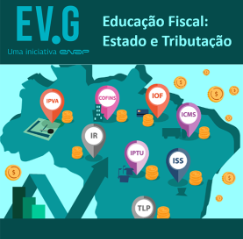 EV.G
Uma iniciativa enap
Educação Fiscal:
Estado e Tributação
IPVA
COFINS
IOF
ICMS
IR
IPTU
ISS
TLP